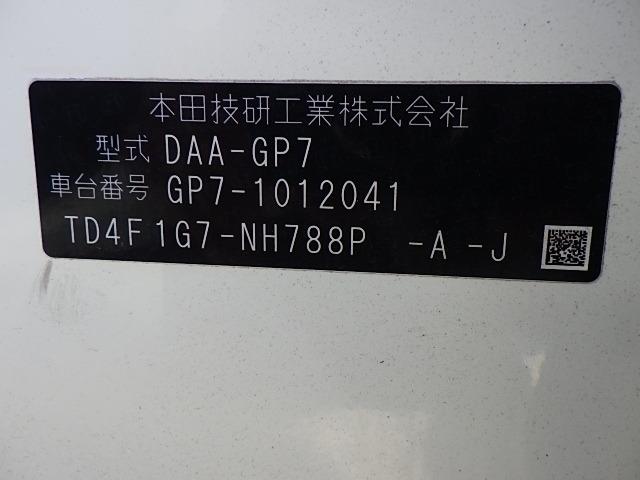 本田技研工業株式会社
型式 DAA-GP7
車台番号 GP7-1012041
TD4F1G7-NH788P -A -J